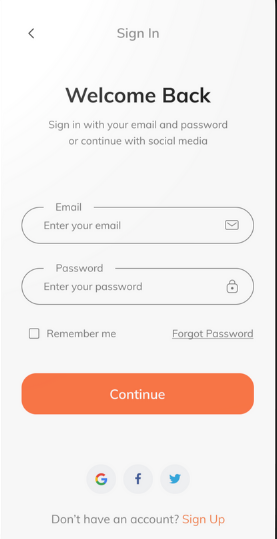 Sign In
Welcome Back
Sign in with your email and password
or continue with social media
Email
Enter your email
Password
Enter your password
Remember me Forgot Password
Continue
Don't have an account? Sign Up